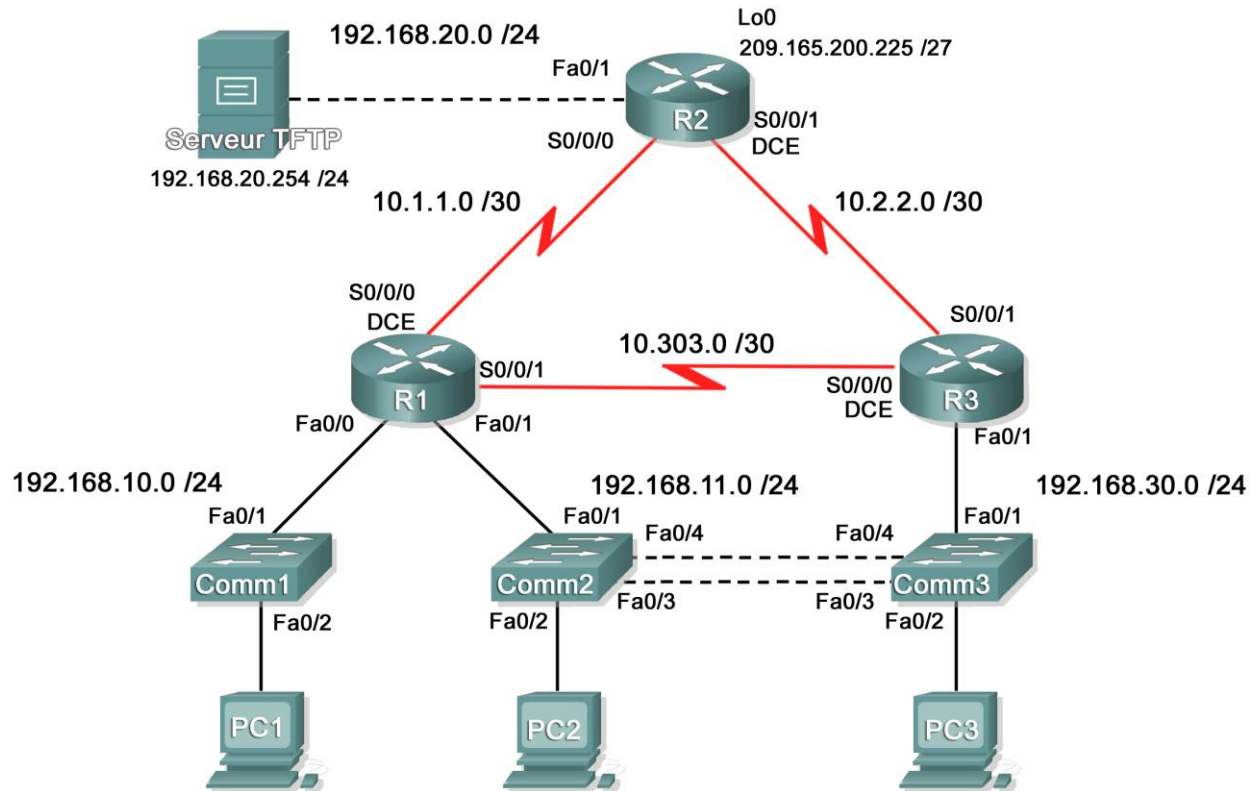 Lo0
192.168.20.0 /24
209.165.200.225 /27
Fa0/1
R2
Serveur TFTP
S0/0/0
S0/0/1
DCE
192.168.20.254 /24
10.1.1.0 /30
10.2.2.0 /30
S0/0/0
DCE
S0/0/1
10.303.0 /30
S0/0/1
S0/0/0
DCE
R1
R3
Fa0/0
Fa0/1
Fa0/1
192.168.10.0 /24
192.168.11.0 /24
192.168.30.0 /24
Fa0/1
Fa0/1
Fa0/4
Fa0/4
Fa0/1
Comm1
Comm2
Comm3
Fa0/2
Fa0/2
Fa0/3
Fa0/3
Fa0/2
PC1
PC2
PC3